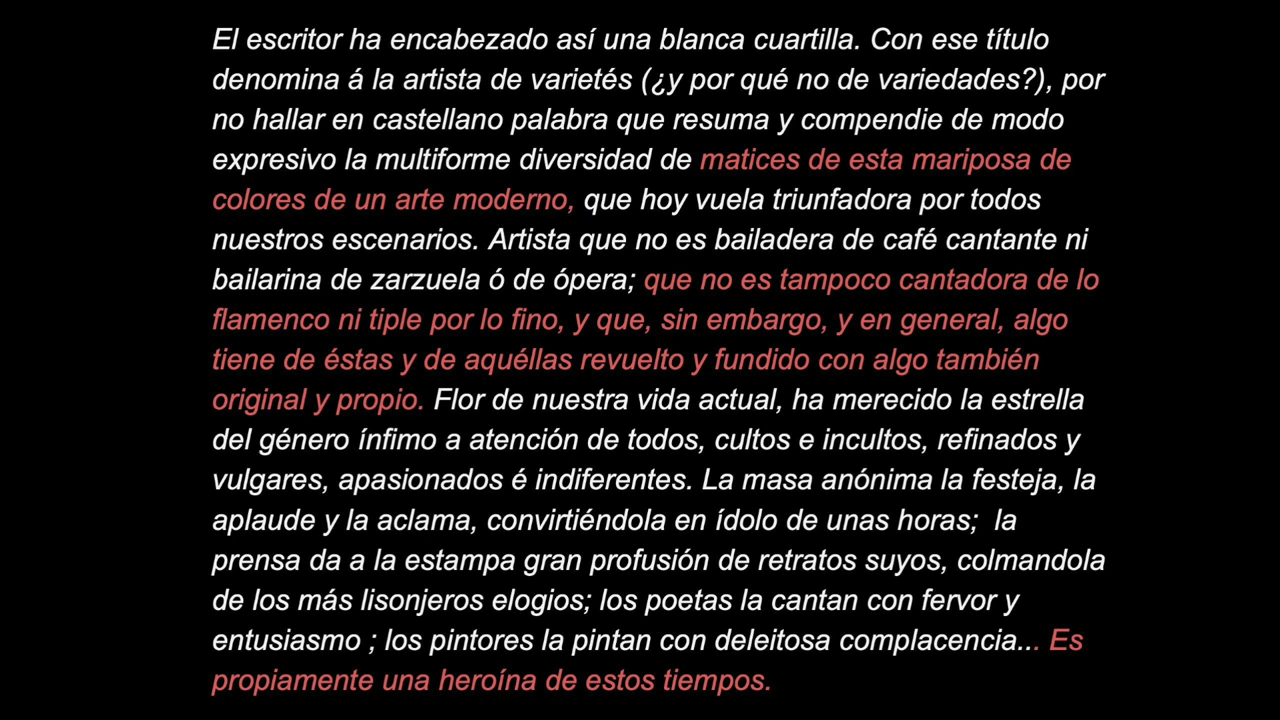 El escritor ha encabezado así una blanca cuartilla. Con ese título
denomina á la artista de varietés (¿y por qué no de variedades?), por
no hallar en castellano palabra que resuma y compendie de modo
expresivo la multiforme diversidad de matices de esta mariposa de
colores de un arte moderno, que hoy vuela triunfadora por todos
nuestros escenarios. Artista que no es bailadera de café cantante ni
bailarina de zarzuela ó de ópera; que no es tampoco cantadora de lo
flamenco ni tiple por lo fino, y que, sin embargo, y en general, algo
tiene de éstas y de aquéllas revuelto y fundido con algo también
original y propio. Flor de nuestra vida actual, ha merecido la estrella
del género ínfimo a atención de todos, cultos e incultos, refinados y
vulgares, apasionados é indiferentes. La masa anónima la festeja, la
aplaude y la aclama, convirtiéndola en ídolo de unas horas;  la
prensa da a la estampa gran profusión de retratos suyos, colmandola
de los más lisonjeros elogios; los poetas la cantan con fervor y
entusiasmo ; los pintores la pintan con deleitosa complacencia... Es
propiamente una heroína de estos tiempos.